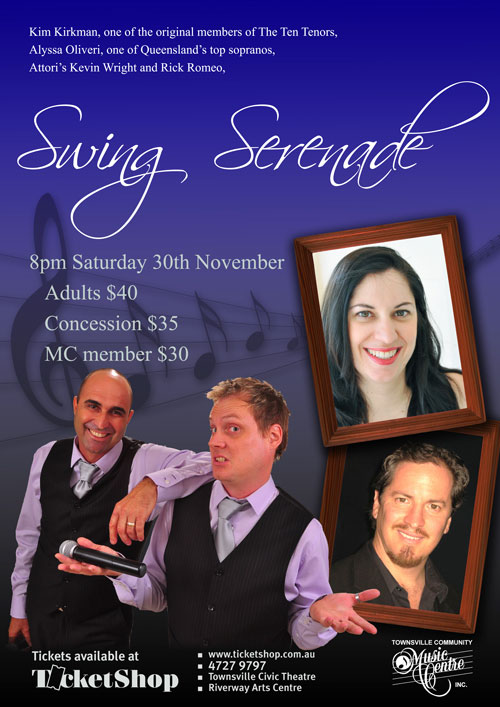 Kim Kirkman, one of the original members of The Ten Tenors,
Alyssa Oliveri, one of Queensland's top sopranos,
Attori's Kevin Wright and Rick Romeo,
Swing Serenade
8pm Saturday 30th November
Adults $40
Concession $35
MC member $30
Tickets available at
TicketShop
www.ticketshop.com.au
4727 9797
Townsville Civic Theatre
Riverway Arts Centre
TOWNSVILLE COMMUNITY
Music
Centre
INC.